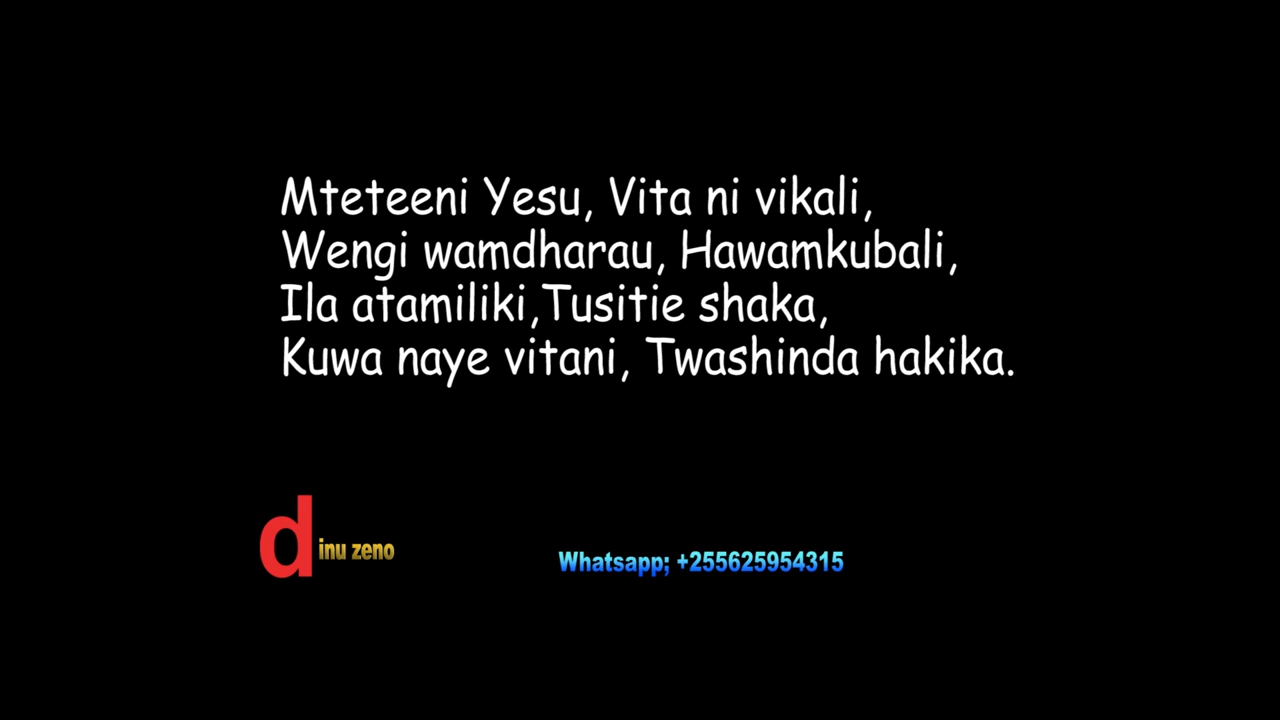 Mteteeni Yesu, Vita ni vikali,
Wengi wamdharau, Hawamkubali,
Ila atamiliki,Tusitie shaka,
Kuwa naye vitani, Twashinda hakika.
dinu zeno
Whatsapp; +255625954315